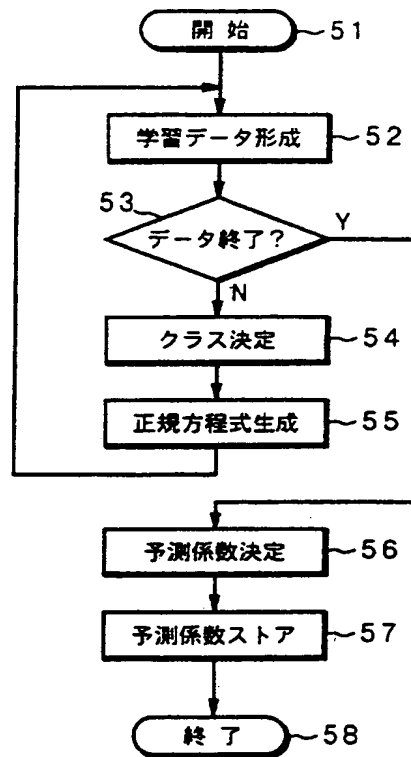 開始 51
学習データ形成 52
53
データ終了? Y
N
クラス決定 54
正規方程式生成 55
予測係数決定 56
予測係数ストア 57
終了 58